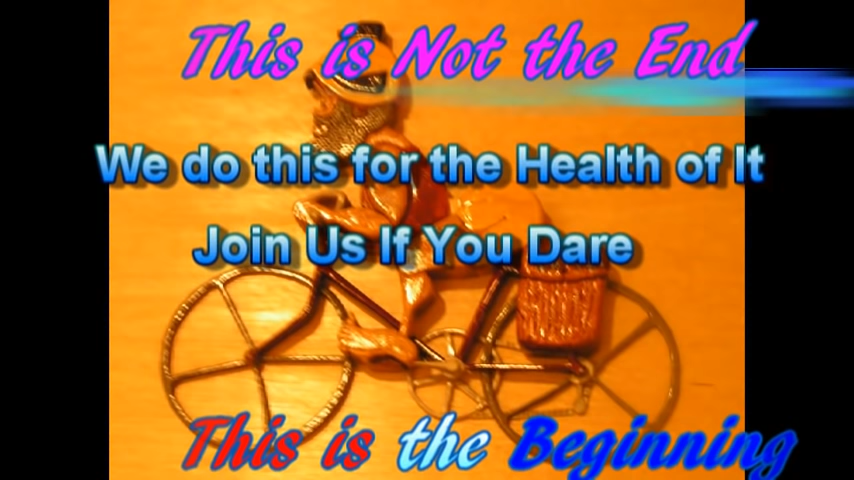 This is Not the End
We do this for the Health of It
Join Us If You Dare
This is the Beginning